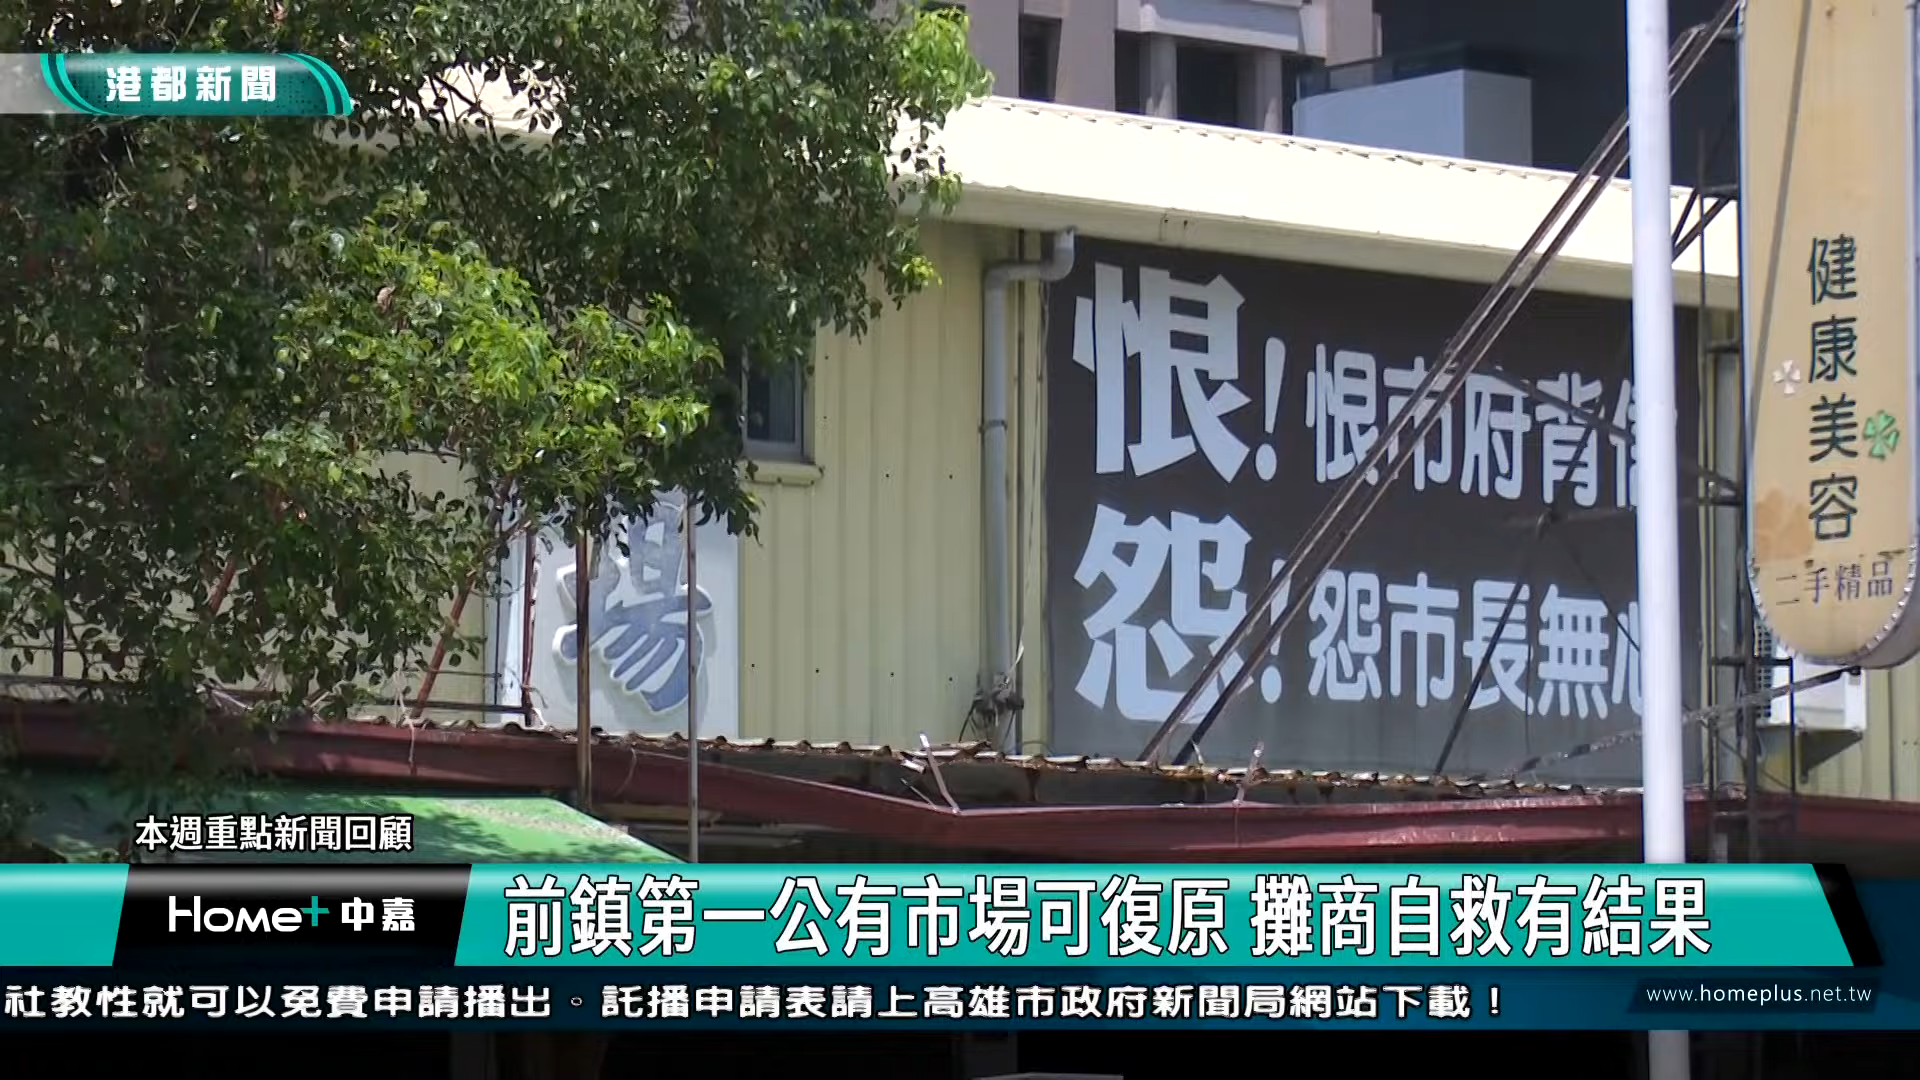 港都新聞
恨！恨市府背信
怨！怨市長無心
場
健康美容
二手精品
本週重點新聞回顧
Home+ 中嘉
前鎮第一公有市場可復原 攤商自救有結果
社教性就可以免費申請播出。託播申請表請上高雄市政府新聞局網站下載！
www.homeplus.net.tw